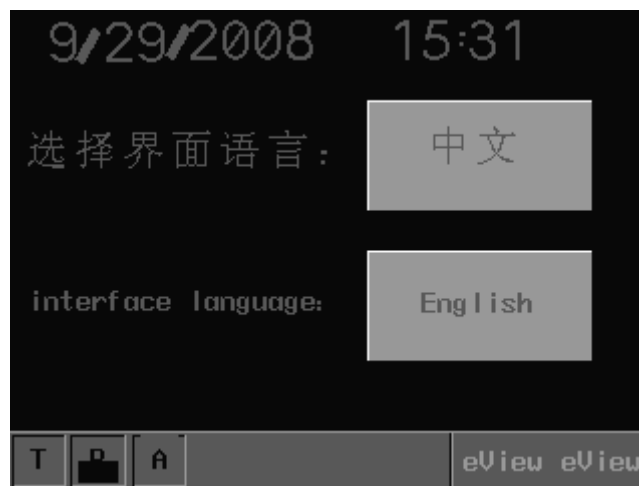 9/29/2008 15:31
选择界面语言: 中文
interface language: English
T P A eView eView